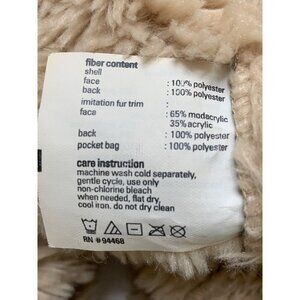 fiber content
shell
face : 100% polyester
back : 100% polyester
imitation fur trim :
face : 65% modacrylic
35% acrylic
back : 100% polyester
pocket bag : 100% polyester
care instruction
machine wash cold separately,
gentle cycle, use only
non-chlorine bleach
when needed, flat dry,
cool iron. do not dry clean
RN # 94468